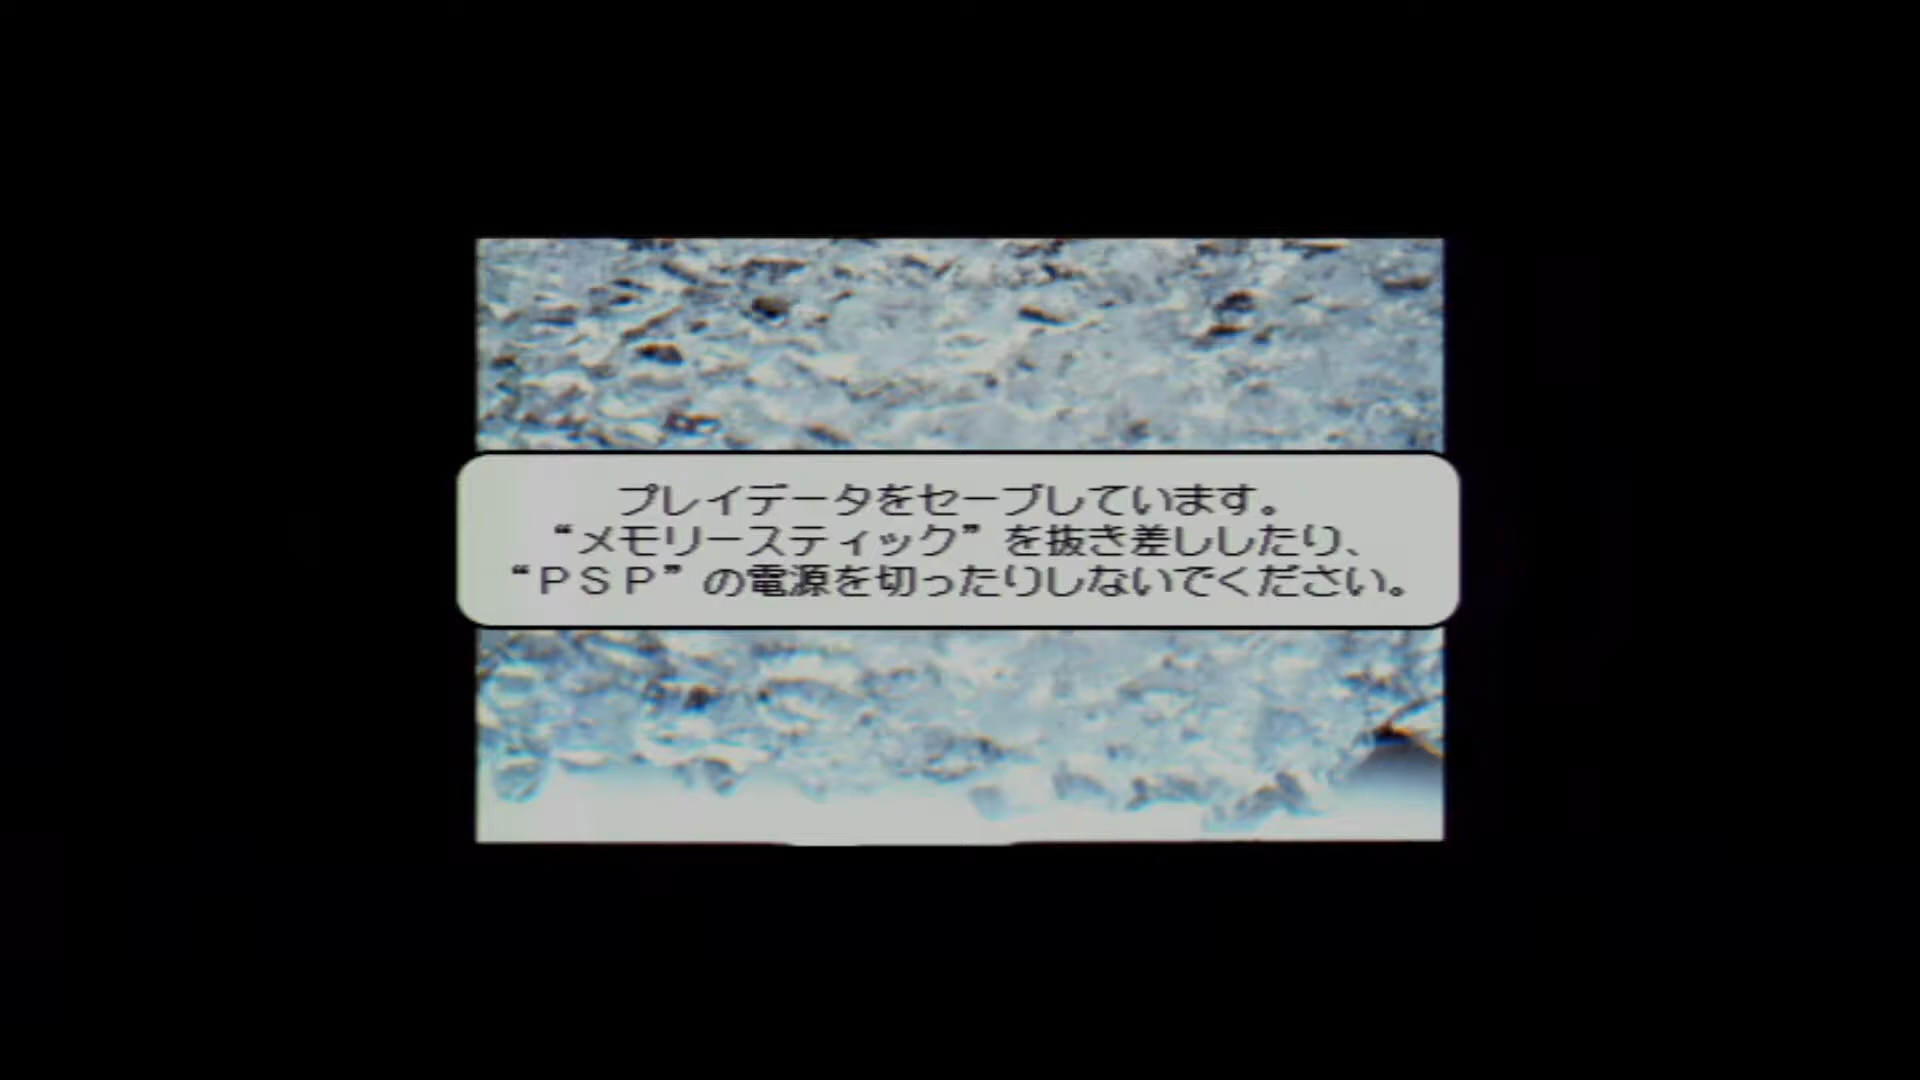 プレイデータをセーブしています。
“メモリースティック”を抜き差ししたり、
“ＰＳＰ”の電源を切ったりしないでください。